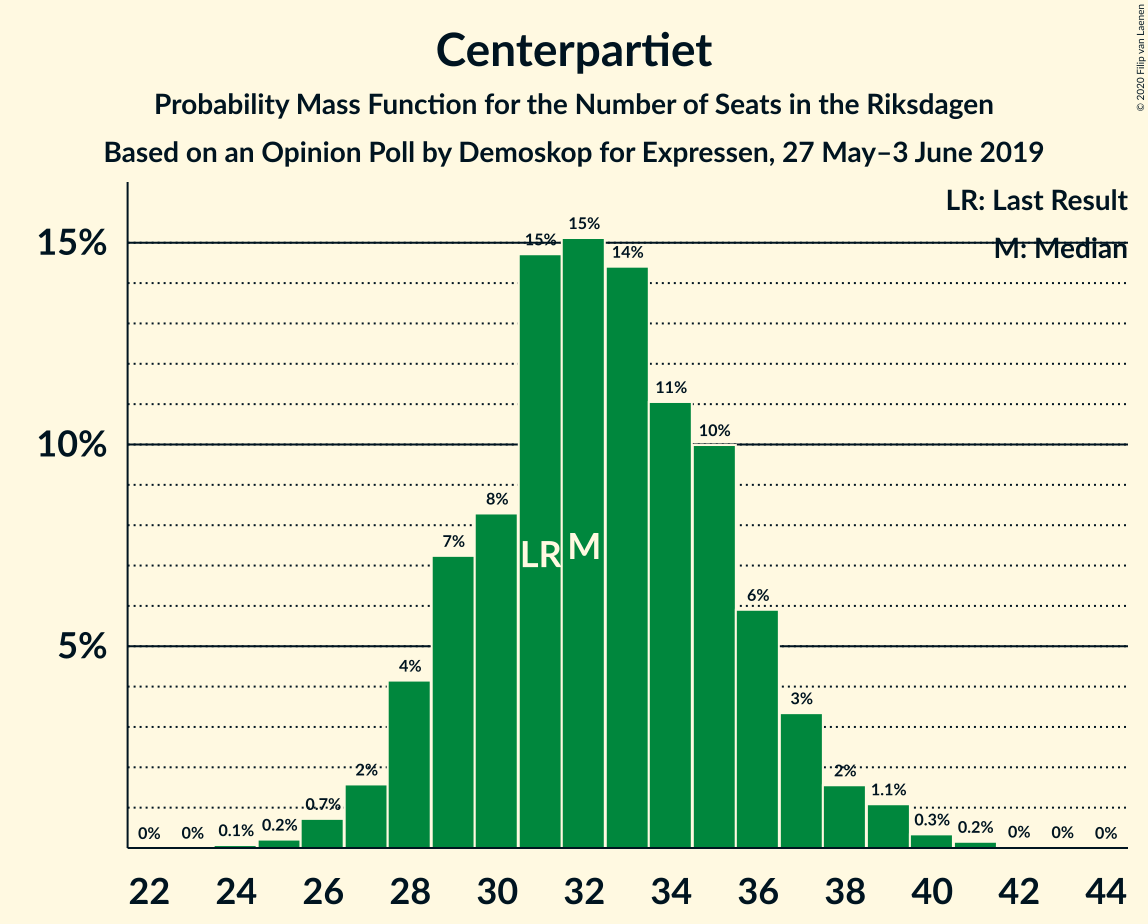 Centerpartiet
Probability Mass Function for the Number of Seats in the Riksdagen
Based on an Opinion Poll by Demoskop for Expressen, 27 May–3 June 2019
© 2020 Filip van Laenen
LR: Last Result
M: Median
15%
10%
5%
0%
0%
0.1%
0.2%
0.7%
2%
4%
7%
8%
15%
15%
14%
11%
10%
6%
3%
2%
1.1%
0.3%
0.2%
0%
0%
0%
LR
M
22 24 26 28 30 32 34 36 38 40 42 44